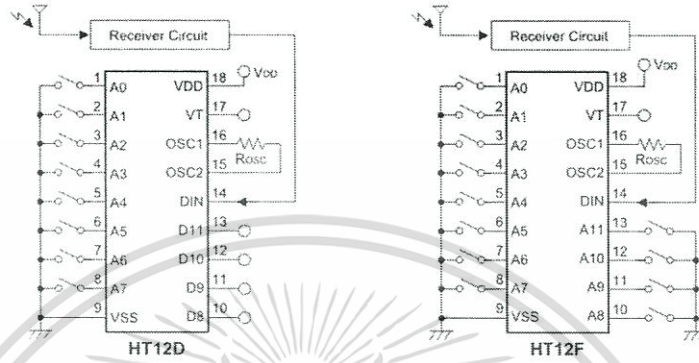 Receiver Circuit
VDD
1 A0 VDD 18
2 A1 VT 17
3 A2 OSC1 16
ROSC
4 A3 OSC2 15
5 A4 DIN 14
6 A5 D11 13
7 A6 D10 12
8 A7 D9 11
9 VSS D8 10
HT12D
Receiver Circuit
VDD
1 A0 VDD 18
2 A1 VT 17
3 A2 OSC1 16
ROSC
4 A3 OSC2 15
5 A4 DIN 14
6 A5 A11 13
7 A6 A10 12
8 A7 A9 11
9 VSS A8 10
HT12F